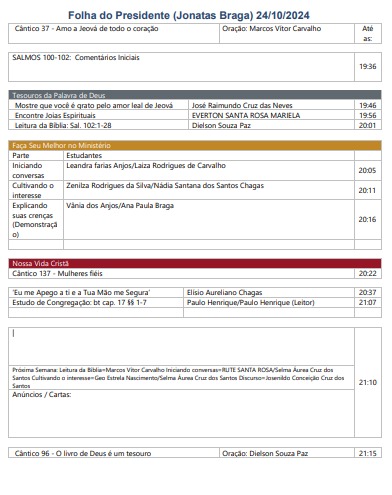 Folha do Presidente (Jonatas Braga) 24/10/2024
Cântico 37 - Amo a Jeová de todo o coração Oração: Marcos Vitor Carvalho Até
as:
SALMOS 100-102: Comentários Iniciais 19:36
Tesouros da Palavra de Deus
Mostre que você é grato pelo amor leal de Jeová José Raimundo Cruz das Neves 19:46
Encontre Joias Espirituais EVERTON SANTA ROSA MARIELA 19:56
Leitura da Bíblia: Sal. 102:1-28 Dielson Souza Paz 20:01
Faça Seu Melhor no Ministério
Parte Estudantes
Iniciando Leandra farias Anjos/Laiza Rodrigues de Carvalho
conversas 20:05
Cultivando o Zenilza Rodrigues da Silva/Nádia Santana dos Santos Chagas
interesse 20:11
Explicando Vânia dos Anjos/Ana Paula Braga
suas crenças
(Demonstraçã 20:16
o)
Nossa Vida Cristã
Cântico 137 - Mulheres fiéis 20:22
'Eu me Apego a ti e a Tua Mão me Segura' Elísio Aureliano Chagas 20:37
Estudo de Congregação: bt cap. 17 §§ 1-7 Paulo Henrique/Paulo Henrique (Leitor) 21:07
Próxima Semana: Leitura da Bíblia=Marcos Vitor Carvalho Iniciando conversas=RUTE SANTA ROSA/Selma Áurea Cruz dos
Santos Cultivando o interesse=Geo Estrela Nascimento/Selma Áurea Cruz dos Santos Discurso=Josenildo Conceição Cruz dos
Santos
21:10
Anúncios / Cartas:
Cântico 96 - O livro de Deus é um tesouro Oração: Dielson Souza Paz 21:15